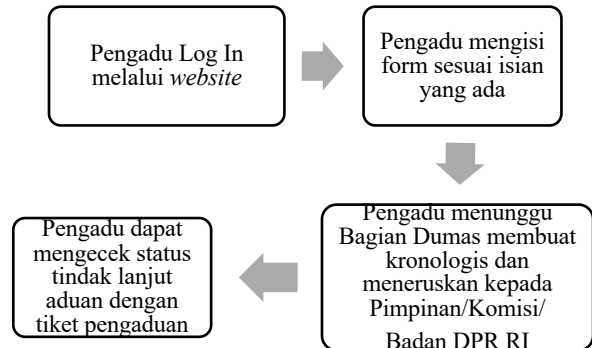 Pengadu Log In
melalui website
Pengadu mengisi
form sesuai isian
yang ada
Pengadu menunggu
Bagian Dumas membuat
kronologis dan
meneruskan kepada
Pimpinan/Komisi/
Badan DPR RI
Pengadu dapat
mengecek status
tindak lanjut
aduan dengan
tiket pengaduan